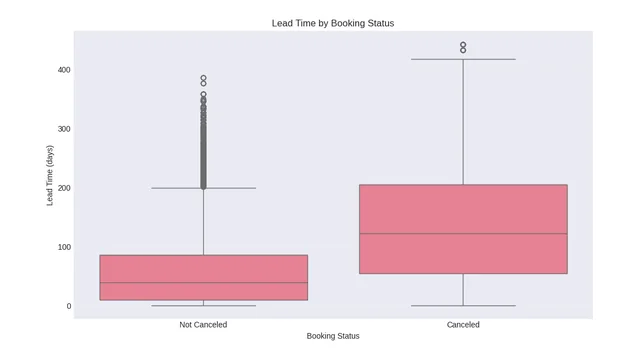 Lead Time by Booking Status
Lead Time (days)
400
300
200
100
0
Not Canceled
Canceled
Booking Status